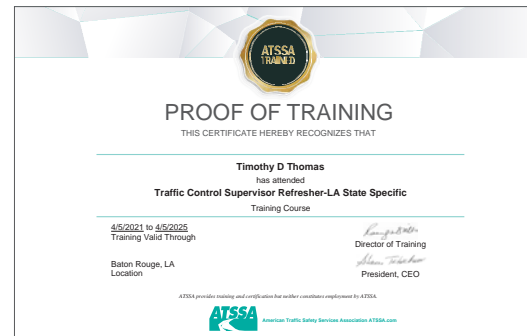 ATSSA
TRAINED
PROOF OF TRAINING
THIS CERTIFICATE HEREBY RECOGNIZES THAT
Timothy D Thomas
has attended
Traffic Control Supervisor Refresher-LA State Specific
Training Course
4/5/2021 to 4/5/2025
Training Valid Through
Director of Training
Baton Rouge, LA
Location
President, CEO
ATSSA provides training and certification but neither constitutes employment by ATSSA.
ATSSA
American Traffic Safety Services Association ATSSA.com